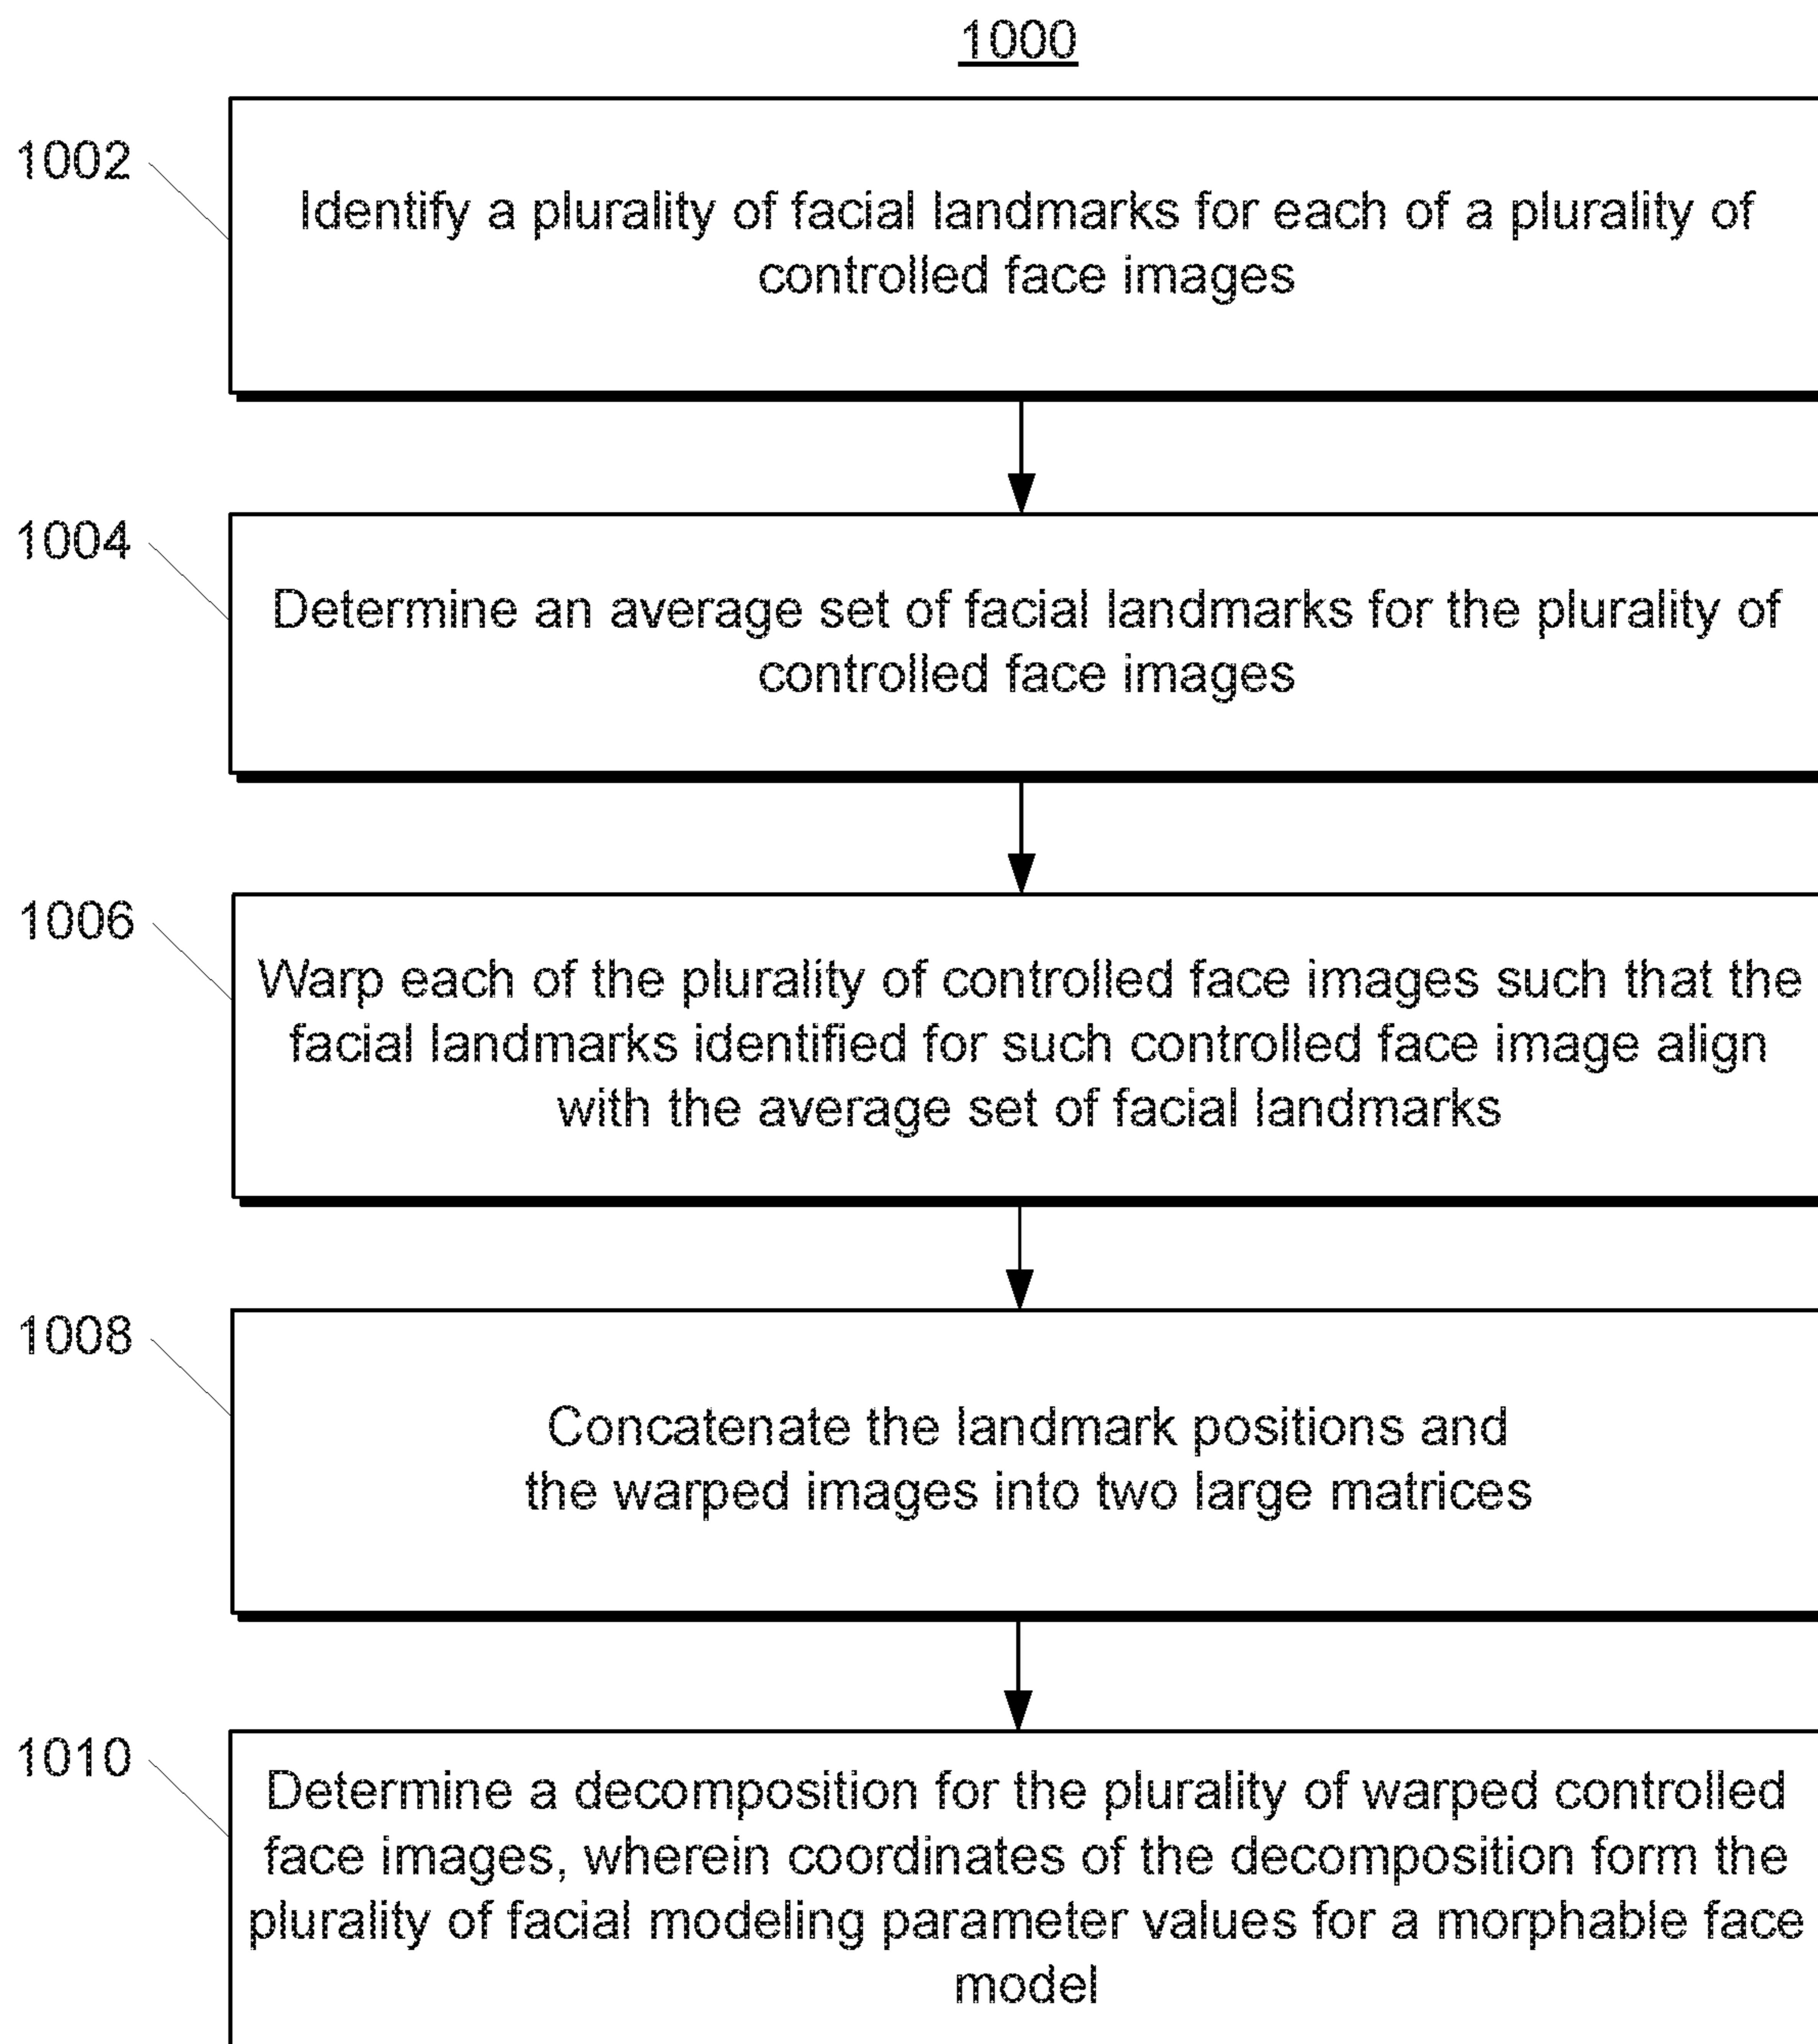 1000
1002
Identify a plurality of facial landmarks for each of a plurality of
controlled face images
1004
Determine an average set of facial landmarks for the plurality of
controlled face images
1006
Warp each of the plurality of controlled face images such that the
facial landmarks identified for such controlled face image align
with the average set of facial landmarks
1008
Concatenate the landmark positions and
the warped images into two large matrices
1010
Determine a decomposition for the plurality of warped controlled
face images, wherein coordinates of the decomposition form the
plurality of facial modeling parameter values for a morphable face
model